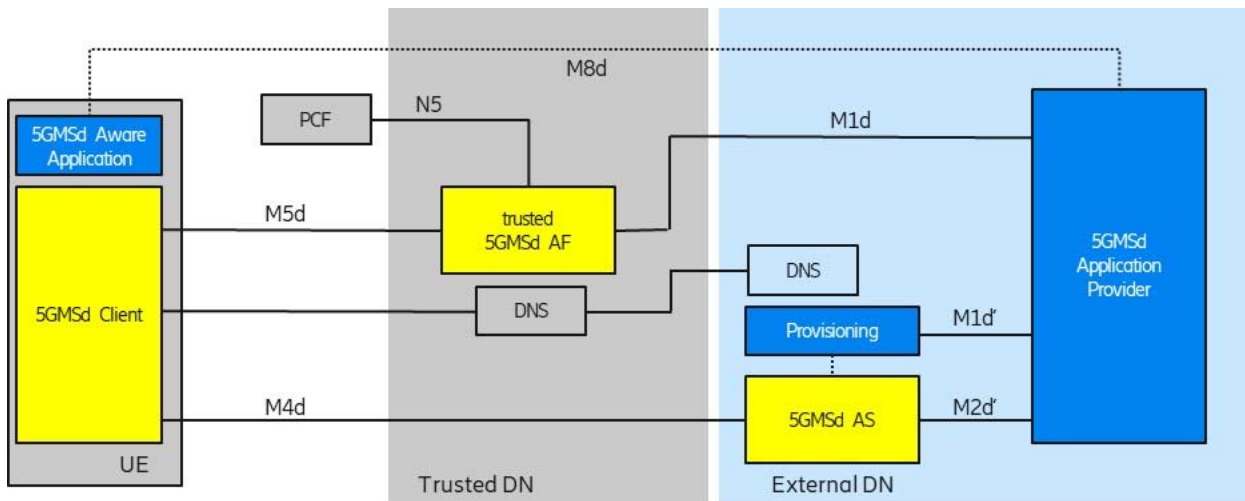 M8d
5GMSd Aware
Application
PCF
N5
M1d
M5d
trusted
5GMSd AF
5GMSd
Application
Provider
DNS
5GMSd Client
DNS
Provisioning
M1d'
M4d
5GMSd AS
M2d'
UE
Trusted DN
External DN